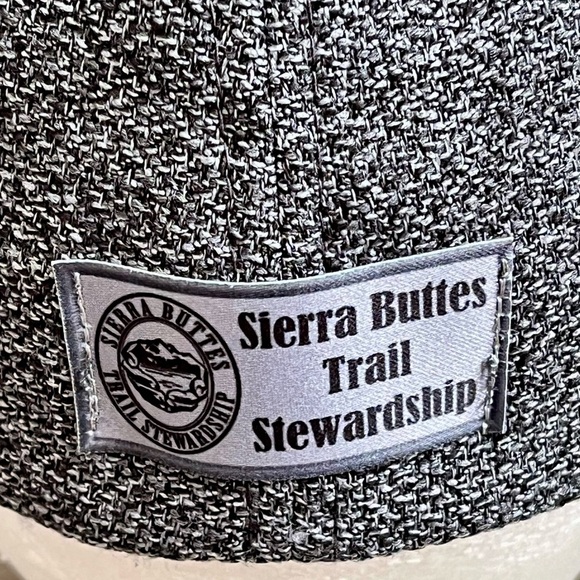 SIERRA BUTTES
TRAIL STEWARDSHIP
Sierra Buttes
Trail
Stewardship